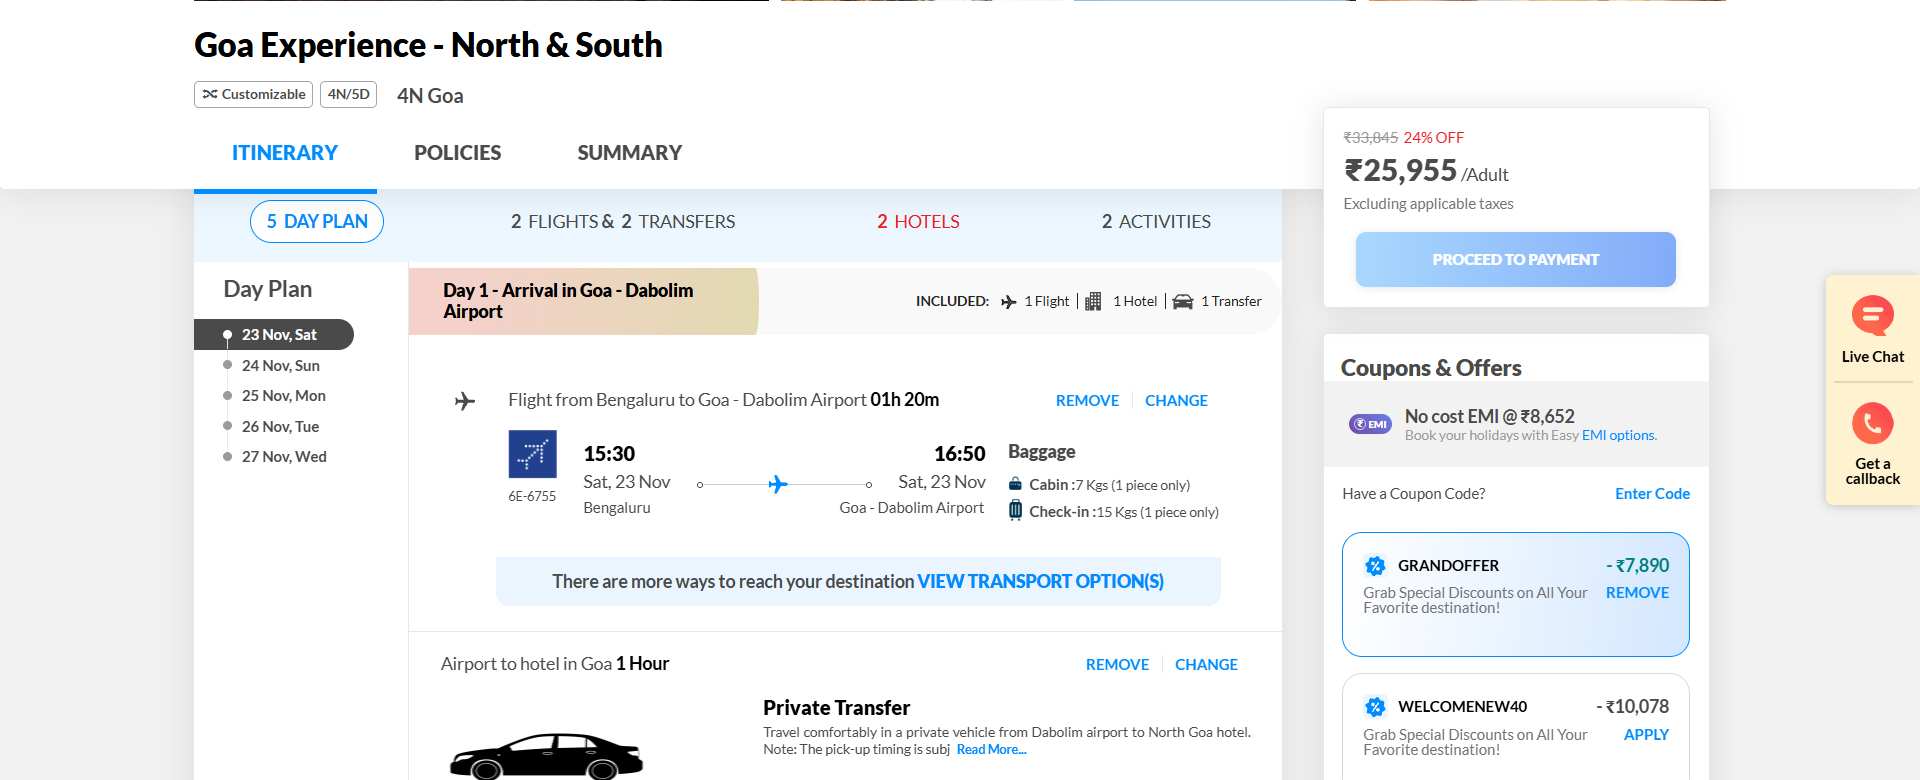 Goa Experience - North & South
Customizable
4N/5D
4N Goa
ITINERARY
POLICIES
SUMMARY
₹33,845 24% OFF
₹25,955 /Adult
Excluding applicable taxes
PROCEED TO PAYMENT
5 DAY PLAN
2 FLIGHTS & 2 TRANSFERS
2 HOTELS
2 ACTIVITIES
Day Plan
23 Nov, Sat
24 Nov, Sun
25 Nov, Mon
26 Nov, Tue
27 Nov, Wed
Day 1 - Arrival in Goa - Dabolim
Airport
INCLUDED: 1 Flight | 1 Hotel | 1 Transfer
Flight from Bengaluru to Goa - Dabolim Airport 01h 20m
REMOVE
CHANGE
6E-6755
15:30
Sat, 23 Nov
Bengaluru
16:50
Sat, 23 Nov
Goa - Dabolim Airport
Baggage
Cabin :7 Kgs (1 piece only)
Check-in :15 Kgs (1 piece only)
There are more ways to reach your destination VIEW TRANSPORT OPTION(S)
Airport to hotel in Goa 1 Hour
REMOVE
CHANGE
Private Transfer
Travel comfortably in a private vehicle from Dabolim airport to North Goa hotel.
Note: The pick-up timing is subj Read More...
Coupons & Offers
EMI
No cost EMI @ ₹8,652
Book your holidays with Easy EMI options.
Have a Coupon Code?
Enter Code
GRANDOFFER
- ₹7,890
Grab Special Discounts on All Your
Favorite destination!
REMOVE
WELCOMENEW40
- ₹10,078
Grab Special Discounts on All Your
Favorite destination!
APPLY
Live Chat
Get a
callback